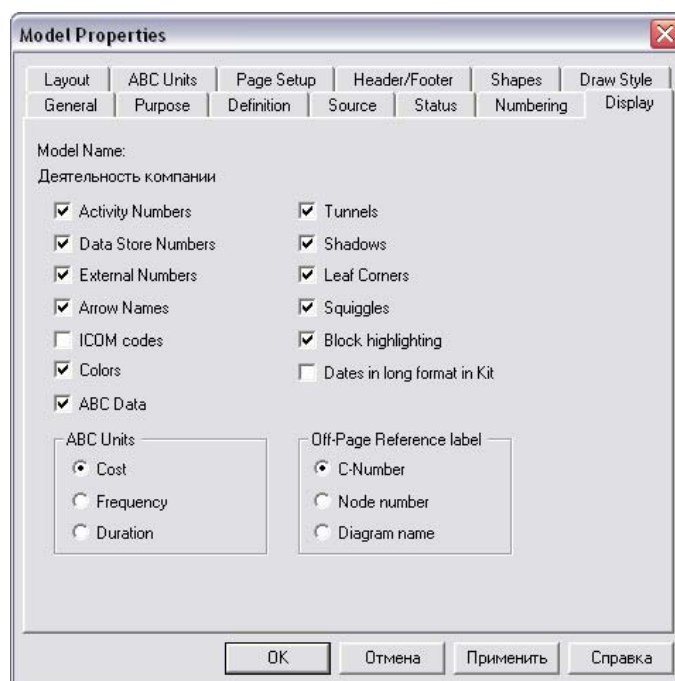 Model Properties
Layout ABC Units Page Setup Header/Footer Shapes Draw Style
General Purpose Definition Source Status Numbering Display
Model Name:
Деятельность компании
Activity Numbers Tunnels
Data Store Numbers Shadows
External Numbers Leaf Corners
Arrow Names Squiggles
ICOM codes Block highlighting
Colors Dates in long format in Kit
ABC Data
ABC Units Off-Page Reference label
Cost C-Number
Frequency Node number
Duration Diagram name
OK Отмена Применить Справка